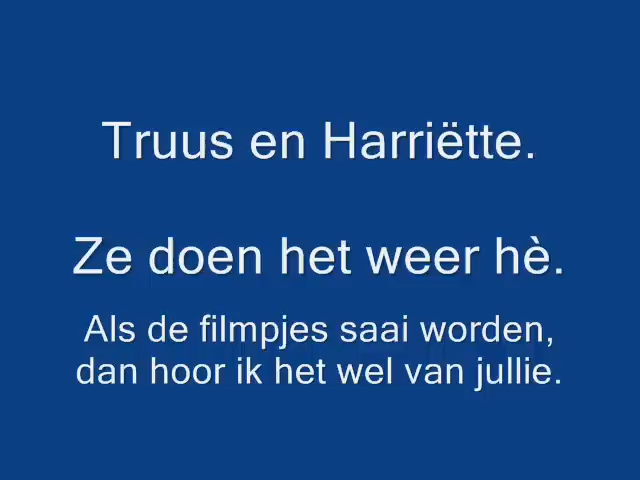 Truus en Harriëtte.
Ze doen het weer hè.
Als de filmpjes saai worden,
dan hoor ik het wel van jullie.